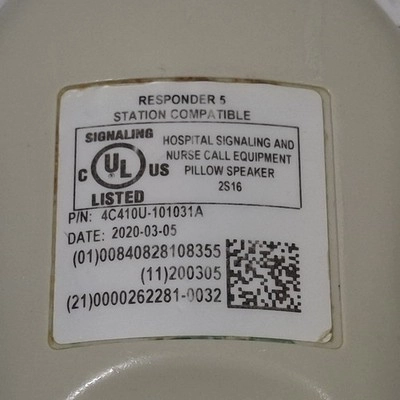 RESPONDER 5
STATION COMPATIBLE
SIGNALING
C UL US
LISTED
HOSPITAL SIGNALING AND
NURSE CALL EQUIPMENT
PILLOW SPEAKER
2S16
P/N: 4C410U-101031A
DATE: 2020-03-05
(01)00840828108355
(11)200305
(21)0000262281-0032